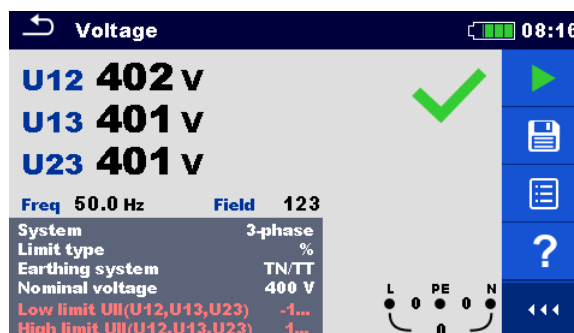 Voltage 08:16
U12 402 V
U13 401 V
U23 401 V
Freq 50.0 Hz Field 123
System 3-phase
Limit type %
Earthing system TN/TT
Nominal voltage 400 V
Low limit Ull(U12,U13,U23) -1...
High limit Ull(U12,U13,U23) 1...
?
L PE N
0 0
0